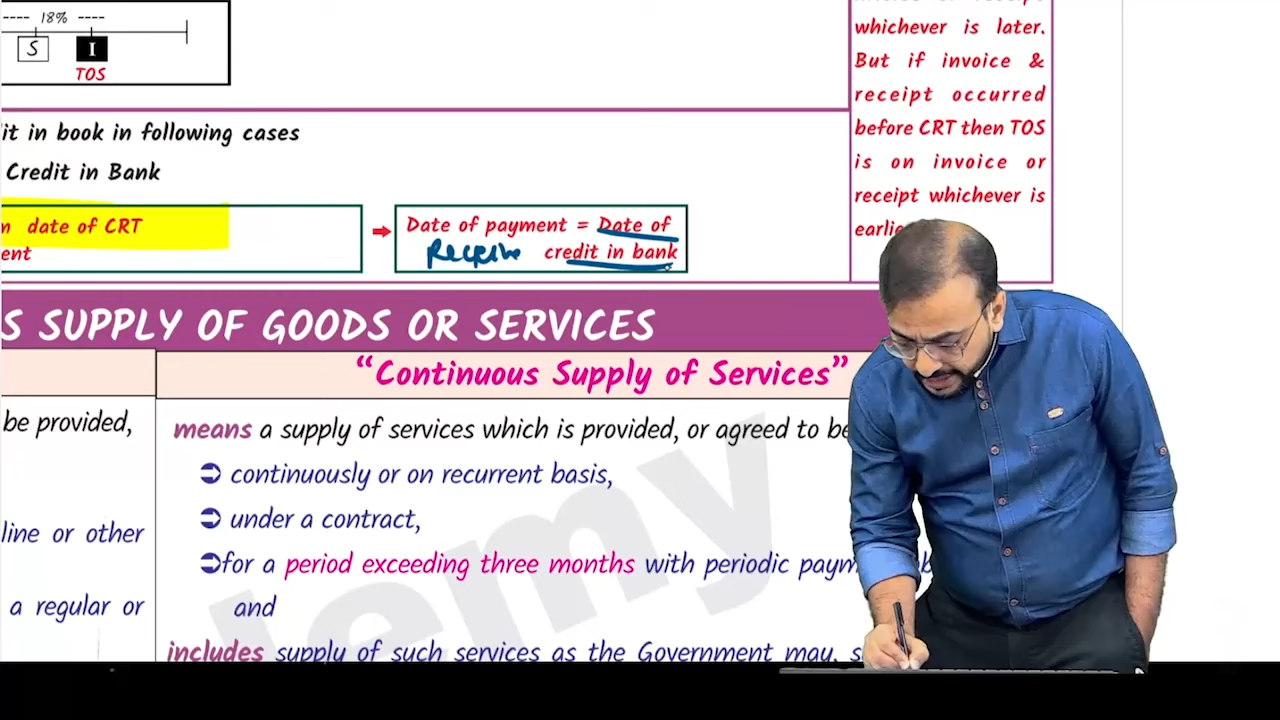 ---- 18% ----
S I
TOS
whichever is later.
But if invoice &
receipt occurred
before CRT then TOS
is on invoice or
receipt whichever is
earlie
it in book in following cases
Credit in Bank
n date of CRT
ent
Date of payment = Date of
Receive credit in bank
S SUPPLY OF GOODS OR SERVICES
"Continuous Supply of Services"
be provided,
line or other
a regular or
means a supply of services which is provided, or agreed to be
➲ continuously or on recurrent basis,
➲ under a contract,
➲for a period exceeding three months with periodic paym
and
includes supply of such services as the Government may, s
emy